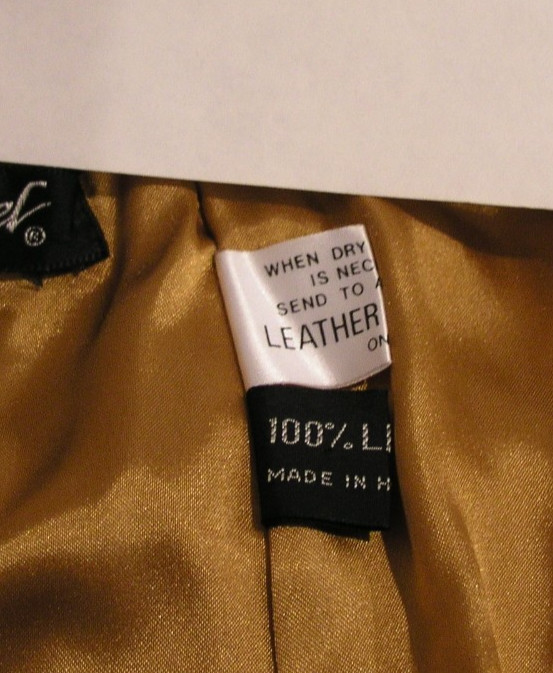 ®
WHEN DRY
IS NEC
SEND TO A
LEATHER
ON
100% L
MADE IN H